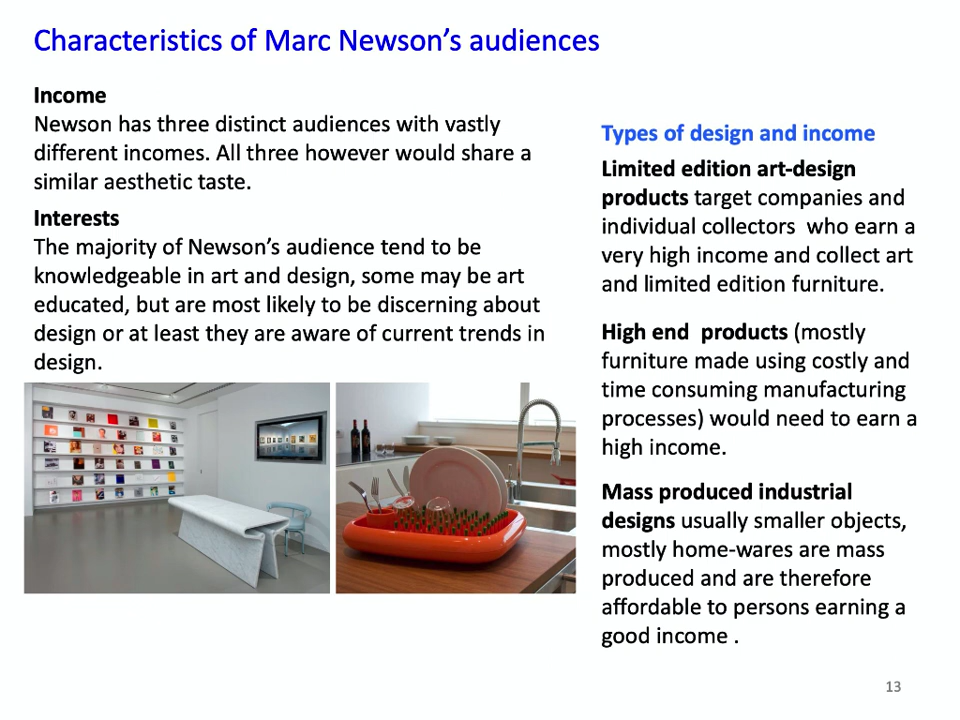 Characteristics of Marc Newson’s audiences
Income
Newson has three distinct audiences with vastly
different incomes. All three however would share a
similar aesthetic taste.
Interests
The majority of Newson’s audience tend to be
knowledgeable in art and design, some may be art
educated, but are most likely to be discerning about
design or at least they are aware of current trends in
design.
Types of design and income
Limited edition art-design
products target companies and
individual collectors  who earn a
very high income and collect art
and limited edition furniture.
High end  products (mostly
furniture made using costly and
time consuming manufacturing
processes) would need to earn a
high income.
Mass produced industrial
designs usually smaller objects,
mostly home-wares are mass
produced and are therefore
affordable to persons earning a
good income .
13